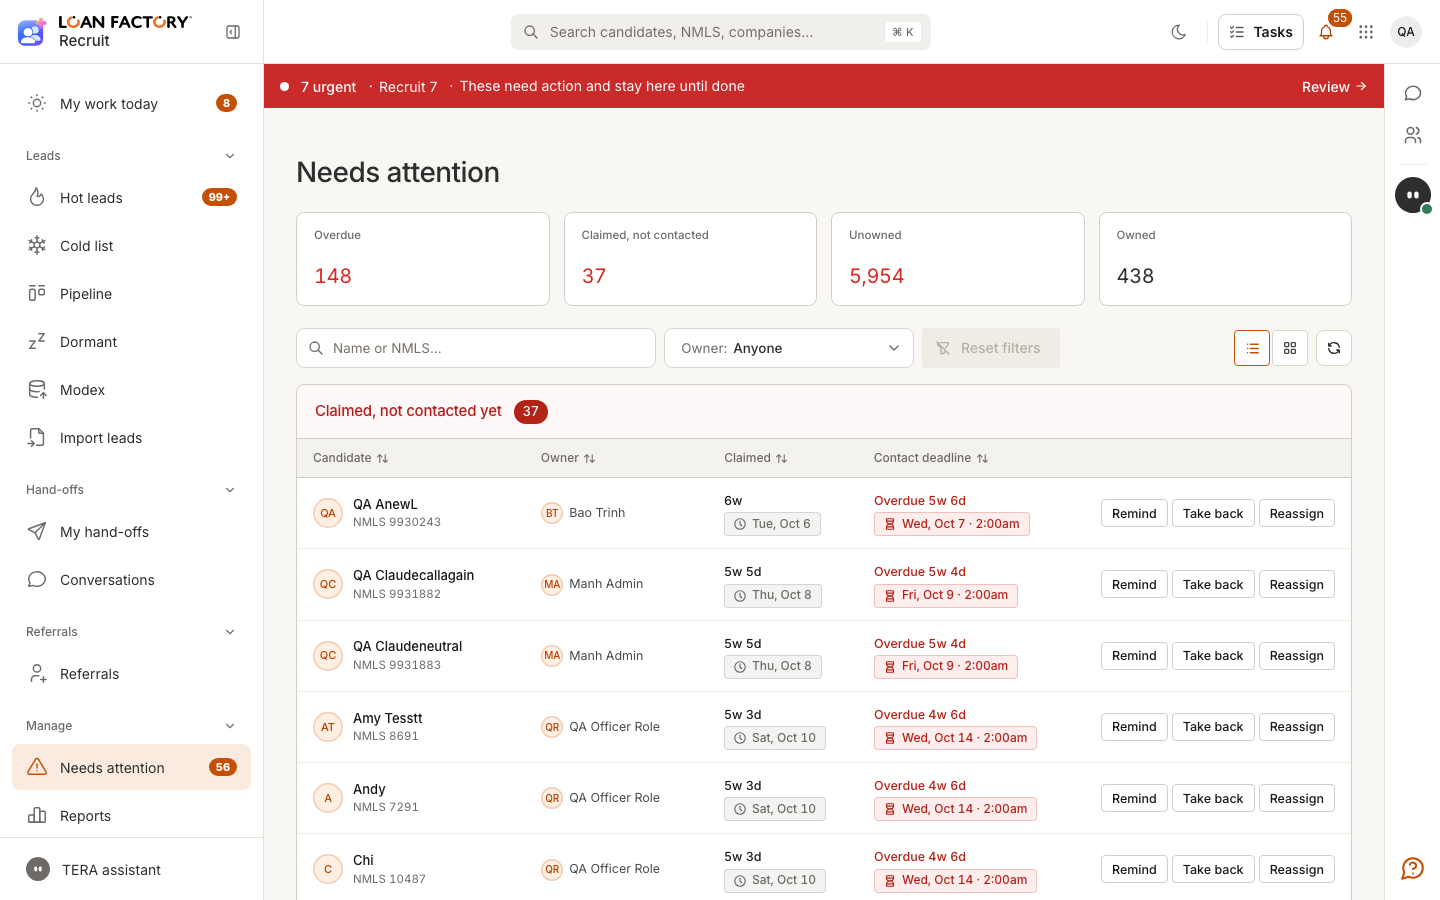 LOAN FACTORY
Recruit
Search candidates, NMLS, companies...
⌘ K
Tasks
55
QA
My work today
8
Leads
Hot leads
99+
Cold list
Pipeline
Dormant
Modex
Import leads
Hand-offs
My hand-offs
Conversations
Referrals
Referrals
Manage
Needs attention
56
Reports
TERA assistant
7 urgent · Recruit 7 · These need action and stay here until done
Review →
Needs attention
Overdue
148
Claimed, not contacted
37
Unowned
5,954
Owned
438
Name or NMLS...
Owner: Anyone
Reset filters
Claimed, not contacted yet 37
Candidate Owner Claimed Contact deadline
QA QA AnewL NMLS 9930243 BT Bao Trinh 6w Tue, Oct 6 Overdue 5w 6d Wed, Oct 7 · 2:00am Remind Take back Reassign
QC QA Claudecallagain NMLS 9931882 MA Manh Admin 5w 5d Thu, Oct 8 Overdue 5w 4d Fri, Oct 9 · 2:00am Remind Take back Reassign
QC QA Claudeneutral NMLS 9931883 MA Manh Admin 5w 5d Thu, Oct 8 Overdue 5w 4d Fri, Oct 9 · 2:00am Remind Take back Reassign
AT Amy Tesstt NMLS 8691 QR QA Officer Role 5w 3d Sat, Oct 10 Overdue 4w 6d Wed, Oct 14 · 2:00am Remind Take back Reassign
A Andy NMLS 7291 QR QA Officer Role 5w 3d Sat, Oct 10 Overdue 4w 6d Wed, Oct 14 · 2:00am Remind Take back Reassign
C Chi NMLS 10487 QR QA Officer Role 5w 3d Sat, Oct 10 Overdue 4w 6d Wed, Oct 14 · 2:00am Remind Take back Reassign